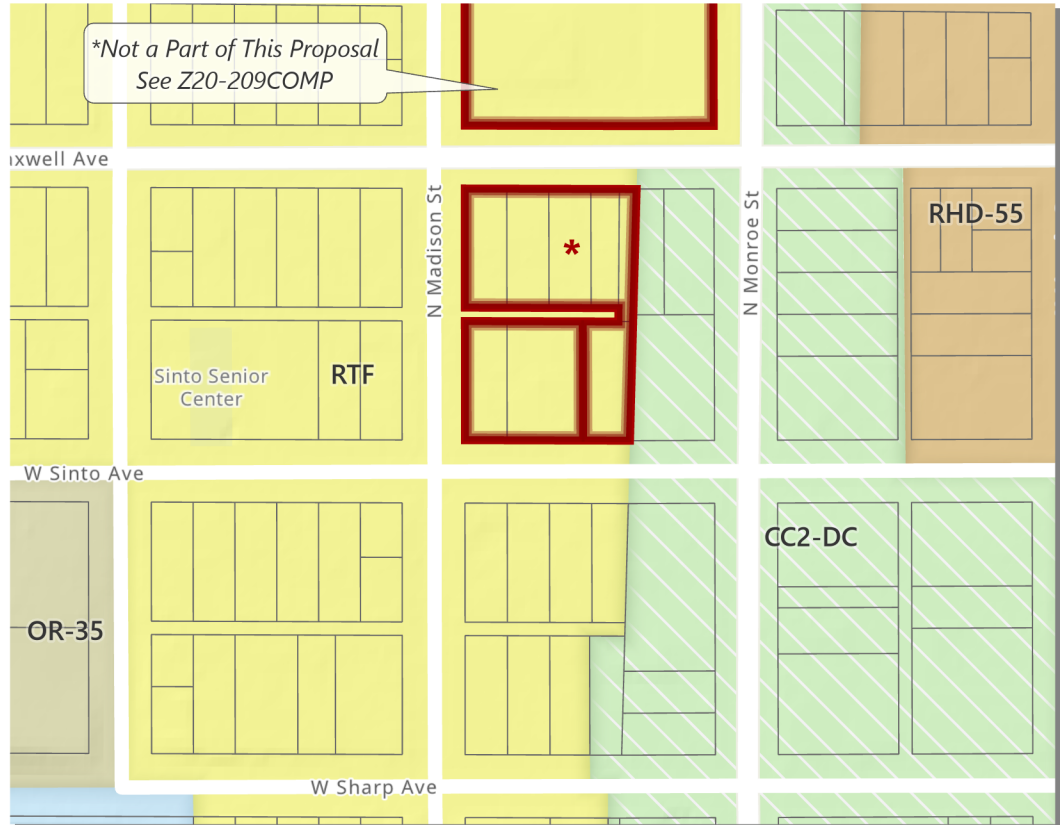 *Not a Part of This Proposal
See Z20-209COMP
axwell Ave
N Madison St
N Monroe St
RHD-55
*
Sinto Senior
Center
RTF
W Sinto Ave
CC2-DC
OR-35
W Sharp Ave